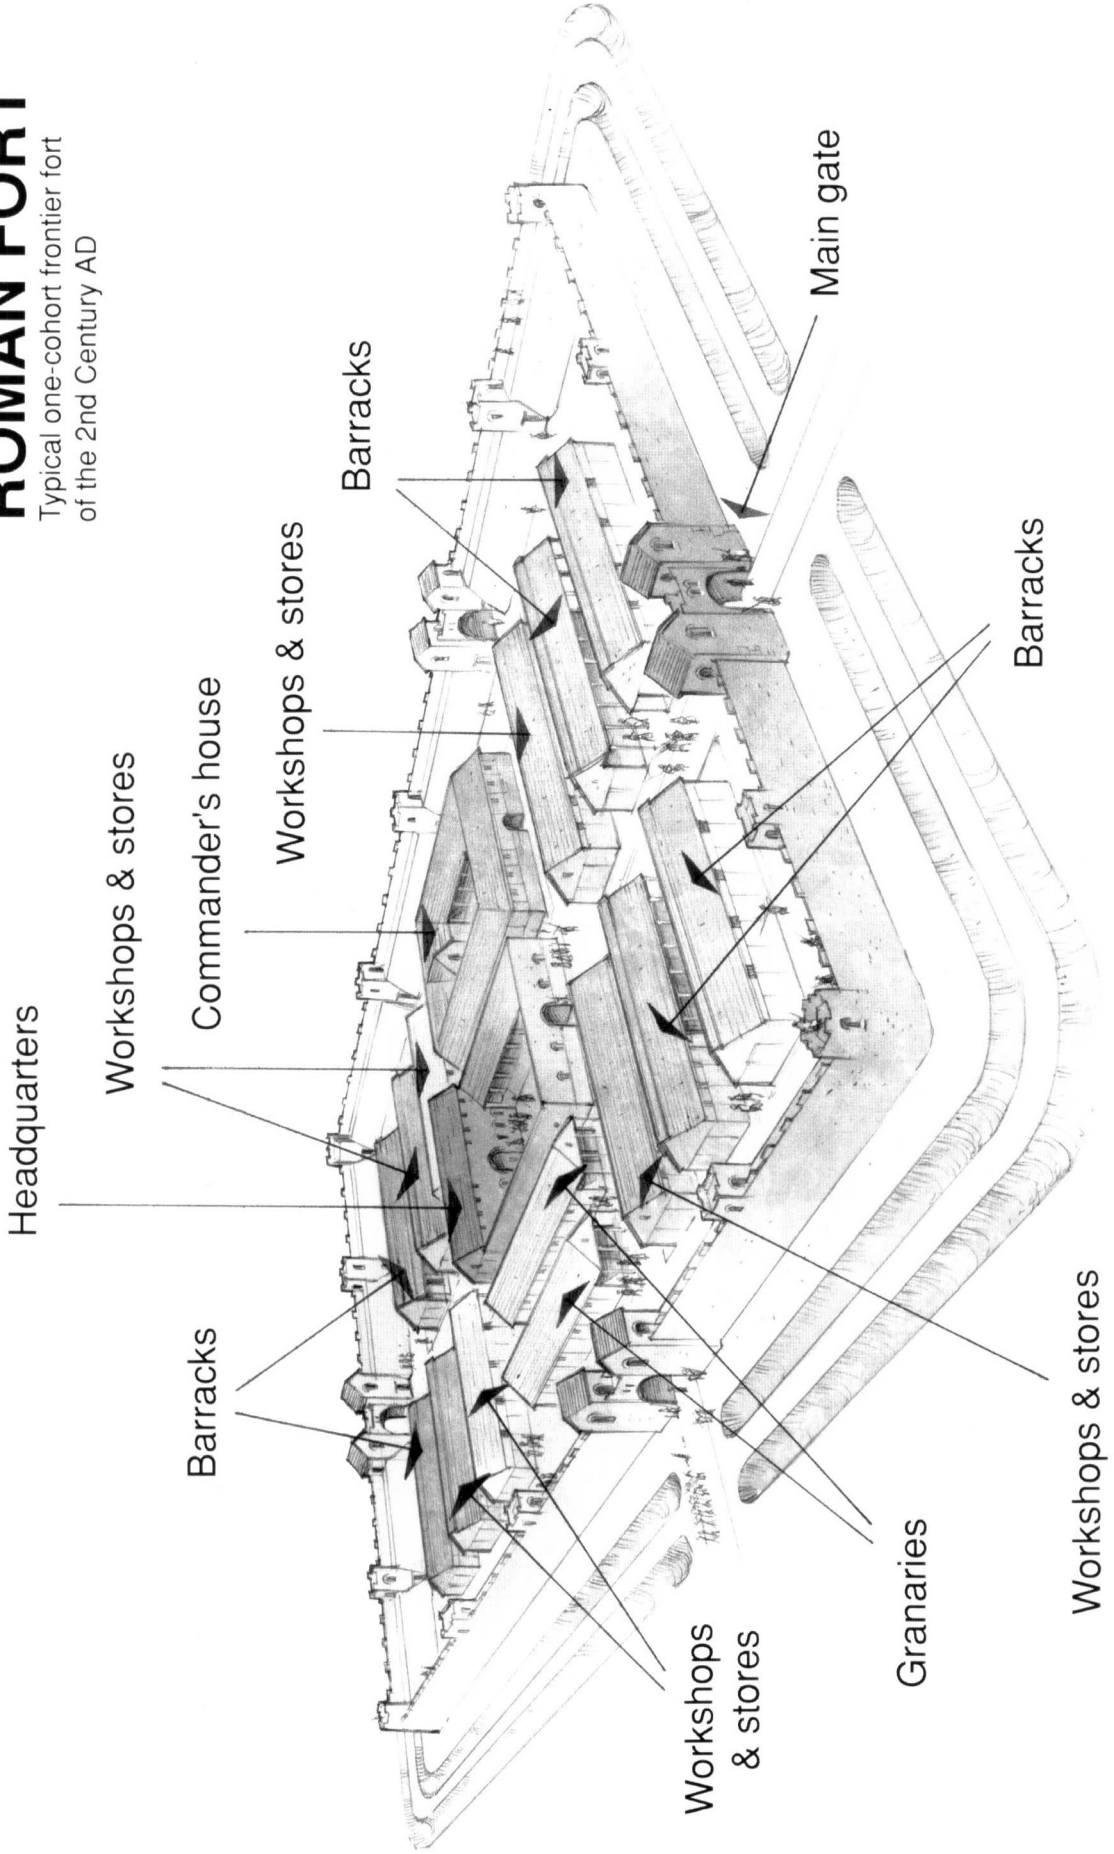 ROMAN FORT
Typical one-cohort frontier fort
of the 2nd Century AD
Headquarters
Workshops & stores
Commander's house
Workshops & stores
Barracks
Barracks
Main gate
Workshops
& stores
Granaries
Workshops & stores
Barracks